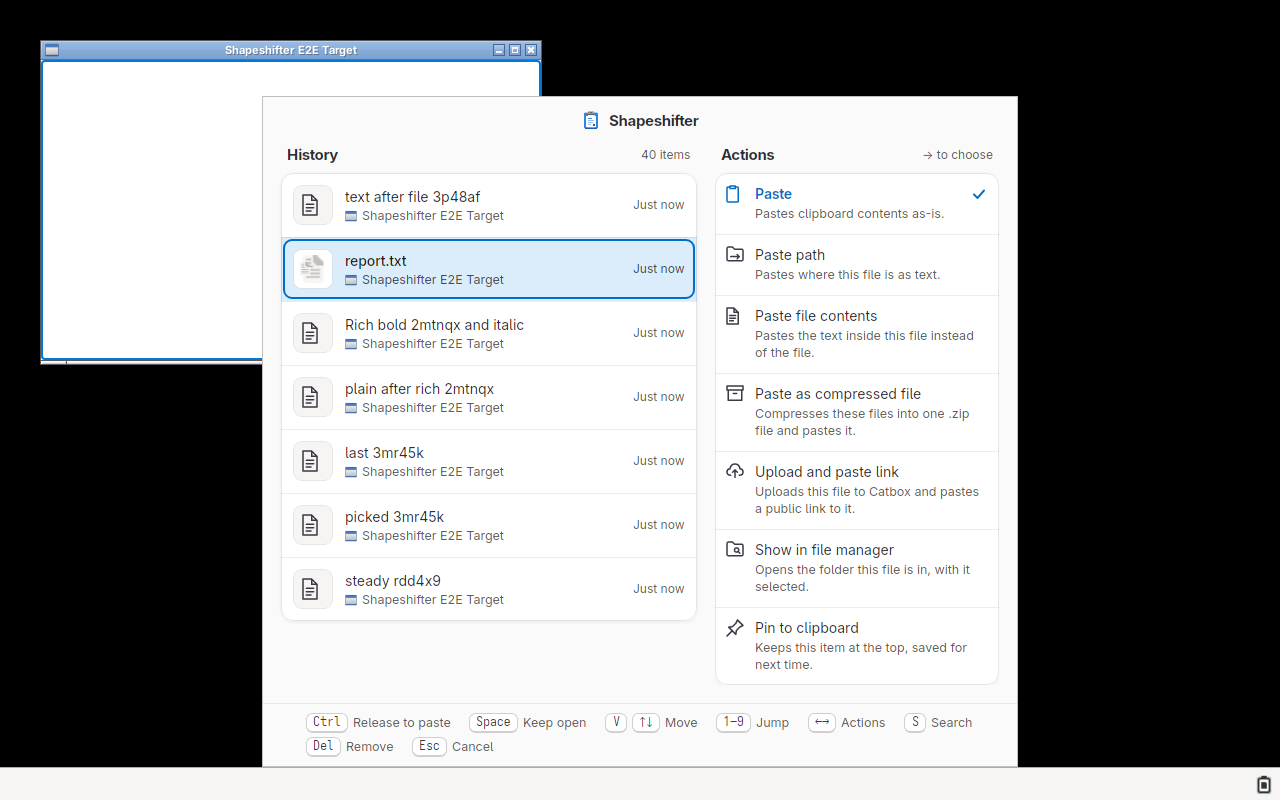 Shapeshifter E2E Target
Shapeshifter
History
40 items
text after file 3p48af
Shapeshifter E2E Target
Just now
report.txt
Shapeshifter E2E Target
Just now
Rich bold 2mtnqx and italic
Shapeshifter E2E Target
Just now
plain after rich 2mtnqx
Shapeshifter E2E Target
Just now
last 3mr45k
Shapeshifter E2E Target
Just now
picked 3mr45k
Shapeshifter E2E Target
Just now
steady rdd4x9
Shapeshifter E2E Target
Just now
Actions
→ to choose
Paste
Pastes clipboard contents as-is.
Paste path
Pastes where this file is as text.
Paste file contents
Pastes the text inside this file instead
of the file.
Paste as compressed file
Compresses these files into one .zip
file and pastes it.
Upload and paste link
Uploads this file to Catbox and pastes
a public link to it.
Show in file manager
Opens the folder this file is in, with it
selected.
Pin to clipboard
Keeps this item at the top, saved for
next time.
Ctrl Release to paste Space Keep open V ↑↓ Move 1–9 Jump ↔ Actions S Search
Del Remove Esc Cancel